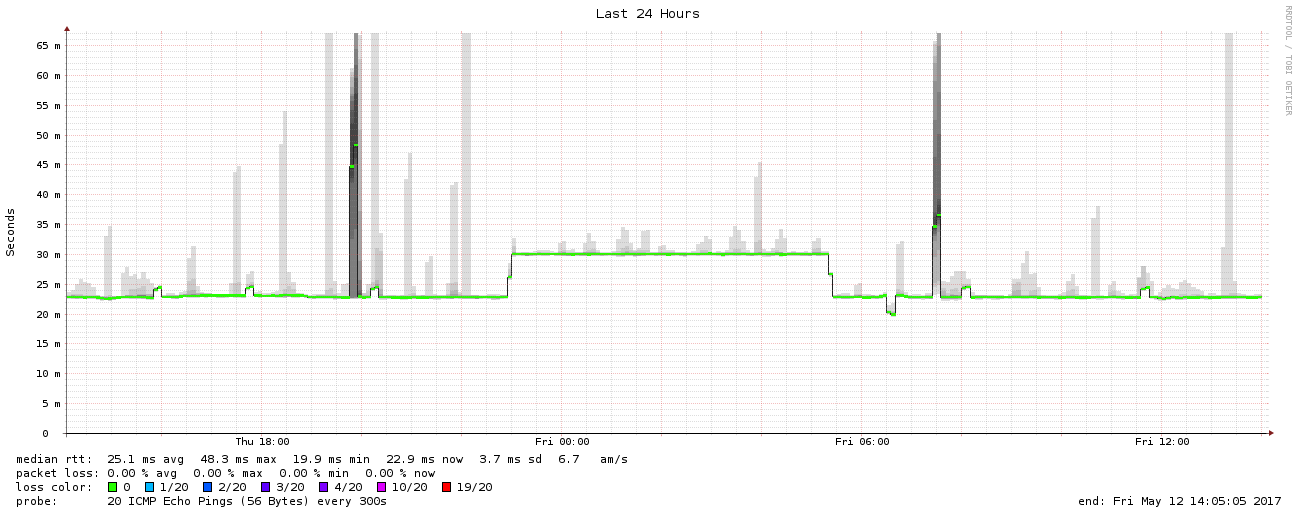 Last 24 Hours
RRDTOOL / TOBI OETIKER
Seconds
65 m
60 m
55 m
50 m
45 m
40 m
35 m
30 m
25 m
20 m
15 m
10 m
5 m
0
Thu 18:00 Fri 00:00 Fri 06:00 Fri 12:00
median rtt: 25.1 ms avg 48.3 ms max 19.9 ms min 22.9 ms now 3.7 ms sd 6.7 am/s
packet loss: 0.00 % avg 0.00 % max 0.00 % min 0.00 % now
loss color: 0 1/20 2/20 3/20 4/20 10/20 19/20
probe: 20 ICMP Echo Pings (56 Bytes) every 300s end: Fri May 12 14:05:05 2017